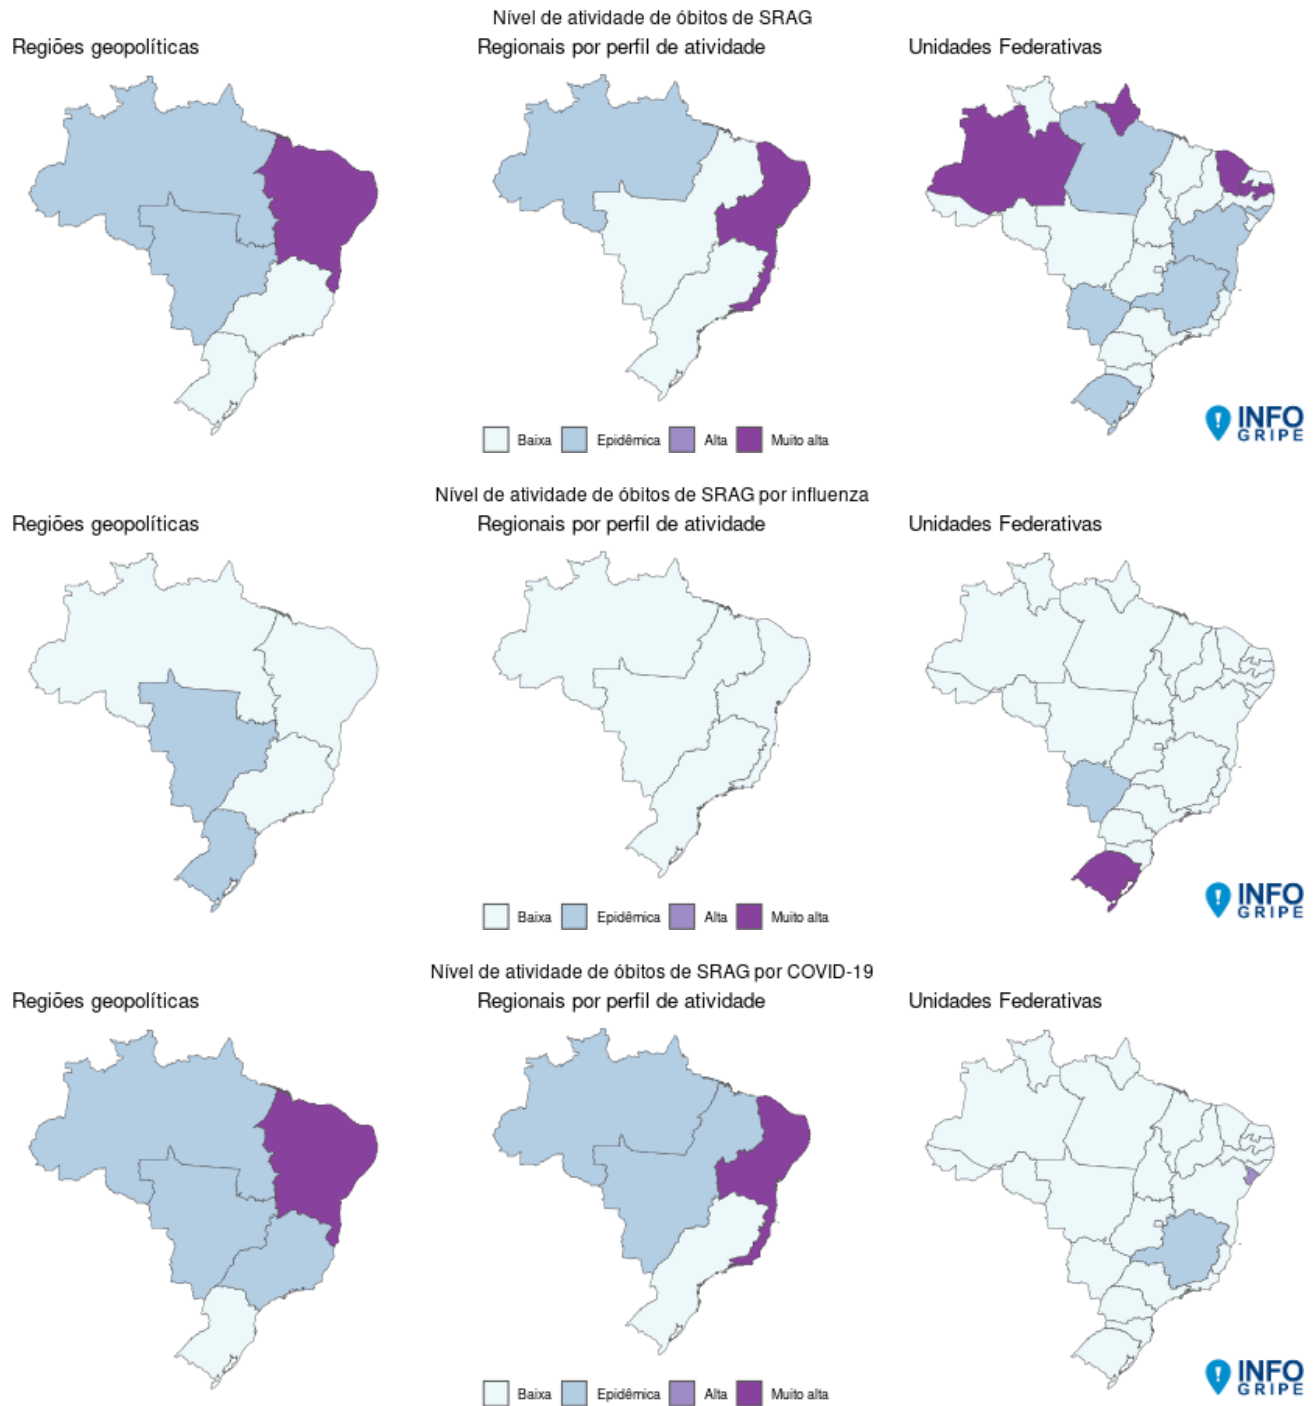 Nível de atividade de óbitos de SRAG
Regiões geopolíticas
Regionais por perfil de atividade
Unidades Federativas
Baixa
Epidêmica
Alta
Muito alta
INFO
GRIPE
Nível de atividade de óbitos de SRAG por influenza
Regiões geopolíticas
Regionais por perfil de atividade
Unidades Federativas
Baixa
Epidêmica
Alta
Muito alta
INFO
GRIPE
Nível de atividade de óbitos de SRAG por COVID-19
Regiões geopolíticas
Regionais por perfil de atividade
Unidades Federativas
Baixa
Epidêmica
Alta
Muito alta
INFO
GRIPE